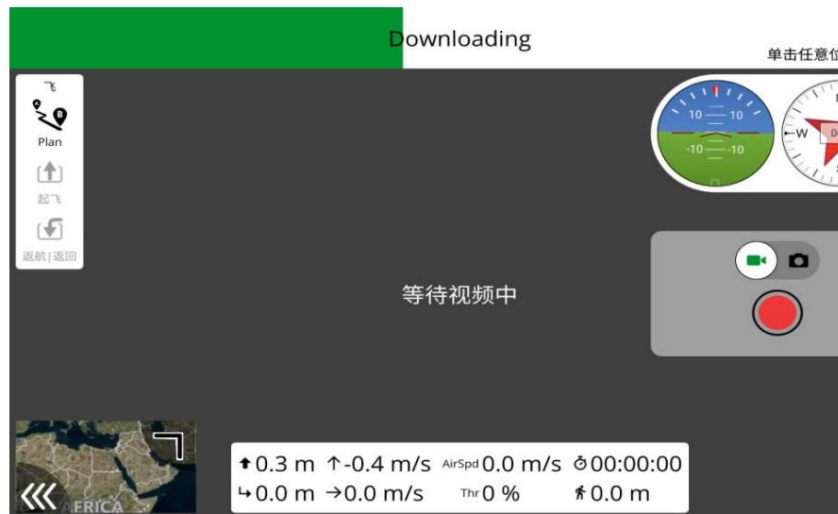 Downloading
单击任意位
飞
Plan
起飞
返航|返回
10 10
-10 -10
W
等待视频中
0.3 m -0.4 m/s AirSpd 0.0 m/s 00:00:00
0.0 m 0.0 m/s Thr 0 % 0.0 m
AFRICA